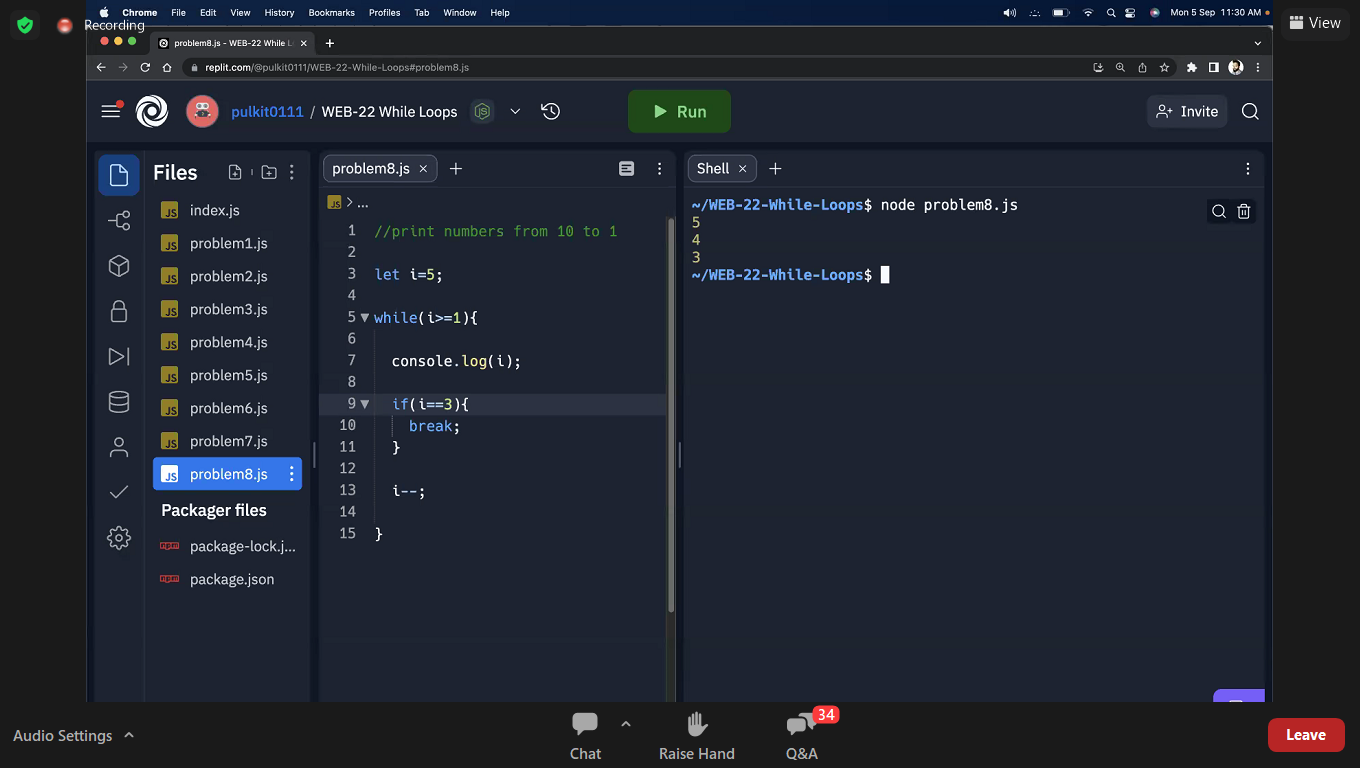 Chrome File Edit View History Bookmarks Profiles Tab Window Help Mon 5 Sep 11:30 AM
Recording
View
problem8.js - WEB-22 While L
replit.com/@pulkit0111/WEB-22-While-Loops#problem8.js
pulkit0111 / WEB-22 While Loops
Run
Invite
Files
index.js
problem1.js
problem2.js
problem3.js
problem4.js
problem5.js
problem6.js
problem7.js
problem8.js
Packager files
package-lock.j...
package.json
problem8.js
JS > ...
1 //print numbers from 10 to 1
2
3 let i=5;
4
5 while(i>=1){
6
7 console.log(i);
8
9 if(i==3){
10 break;
11 }
12
13 i--;
14
15 }
Shell
~/WEB-22-While-Loops$ node problem8.js
5
4
3
~/WEB-22-While-Loops$
Audio Settings
Chat
Raise Hand
34
Q&A
Leave